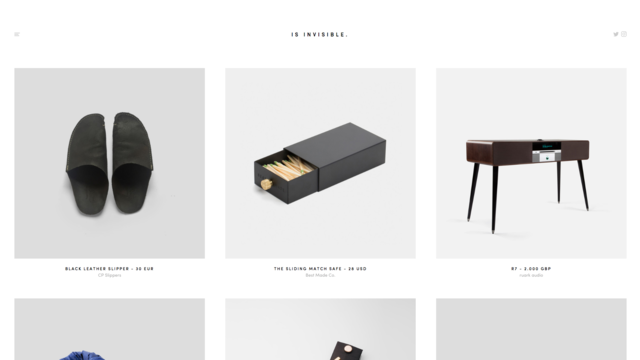 IS INVISIBLE.
BLACK LEATHER SLIPPER - 30 EUR
CP Slippers
THE SLIDING MATCH SAFE - 38 USD
Best Made Co.
R7 - 2.000 GBP
ruark audio